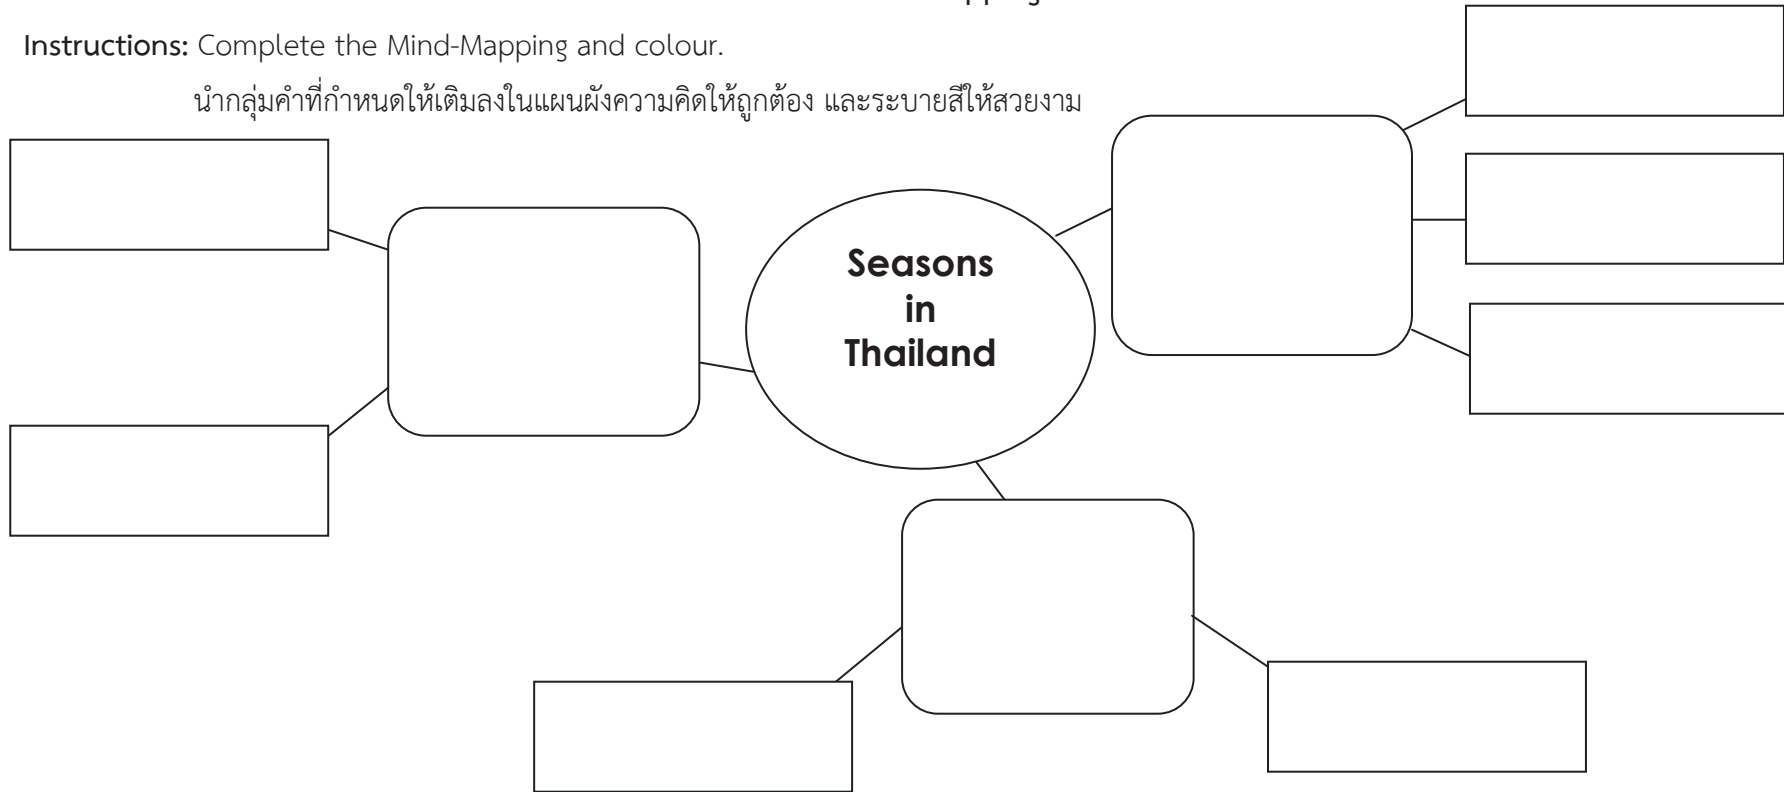 Instructions: Complete the Mind-Mapping and colour.
นำกลุ่มคำที่กำหนดให้เติมลงในแผนผังความคิดให้ถูกต้อง และระบายสีให้สวยงาม
Seasons
in
Thailand